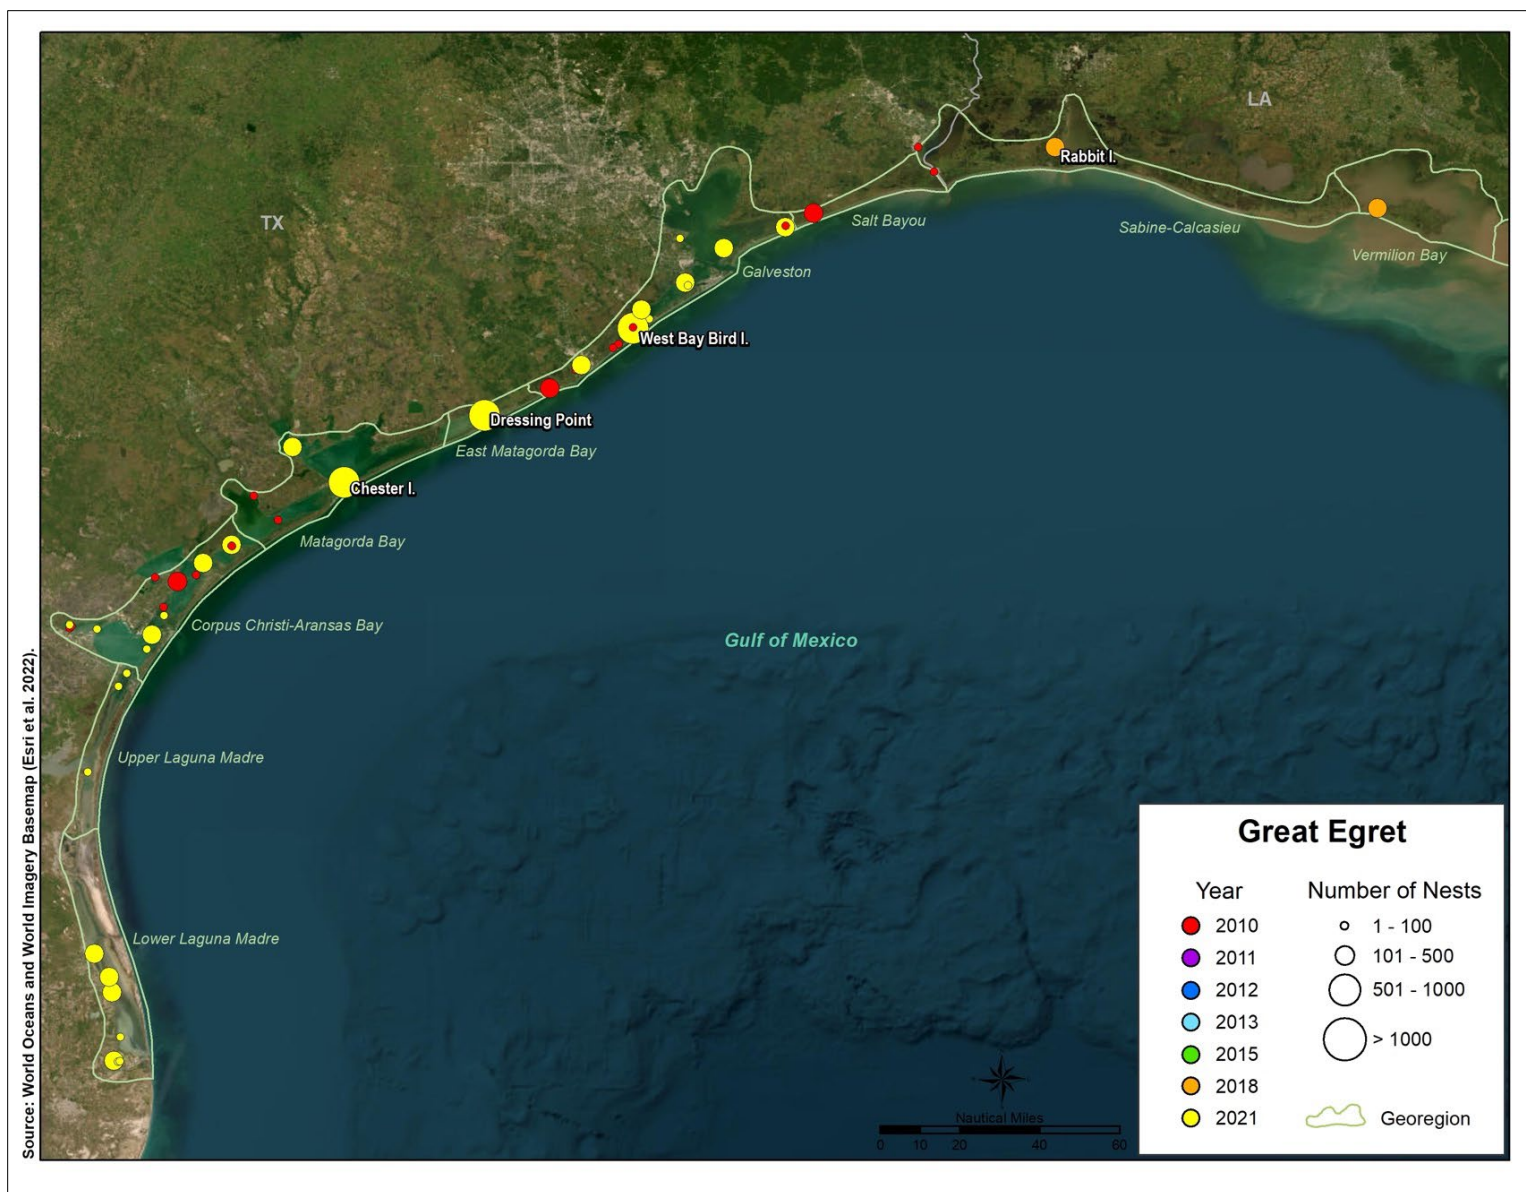 LA
Rabbit I.
TX
Salt Bayou
Sabine-Calcasieu
Vermilion Bay
Galveston
West Bay Bird I.
Dressing Point
East Matagorda Bay
Chester I.
Matagorda Bay
Corpus Christi-Aransas Bay
Gulf of Mexico
Upper Laguna Madre
Lower Laguna Madre
Source: World Oceans and World Imagery Basemap (Esri et al. 2022).
Nautical Miles
0 10 20 40 60
Great Egret
Year
2010
2011
2012
2013
2015
2018
2021
Number of Nests
1 - 100
101 - 500
501 - 1000
> 1000
Georegion